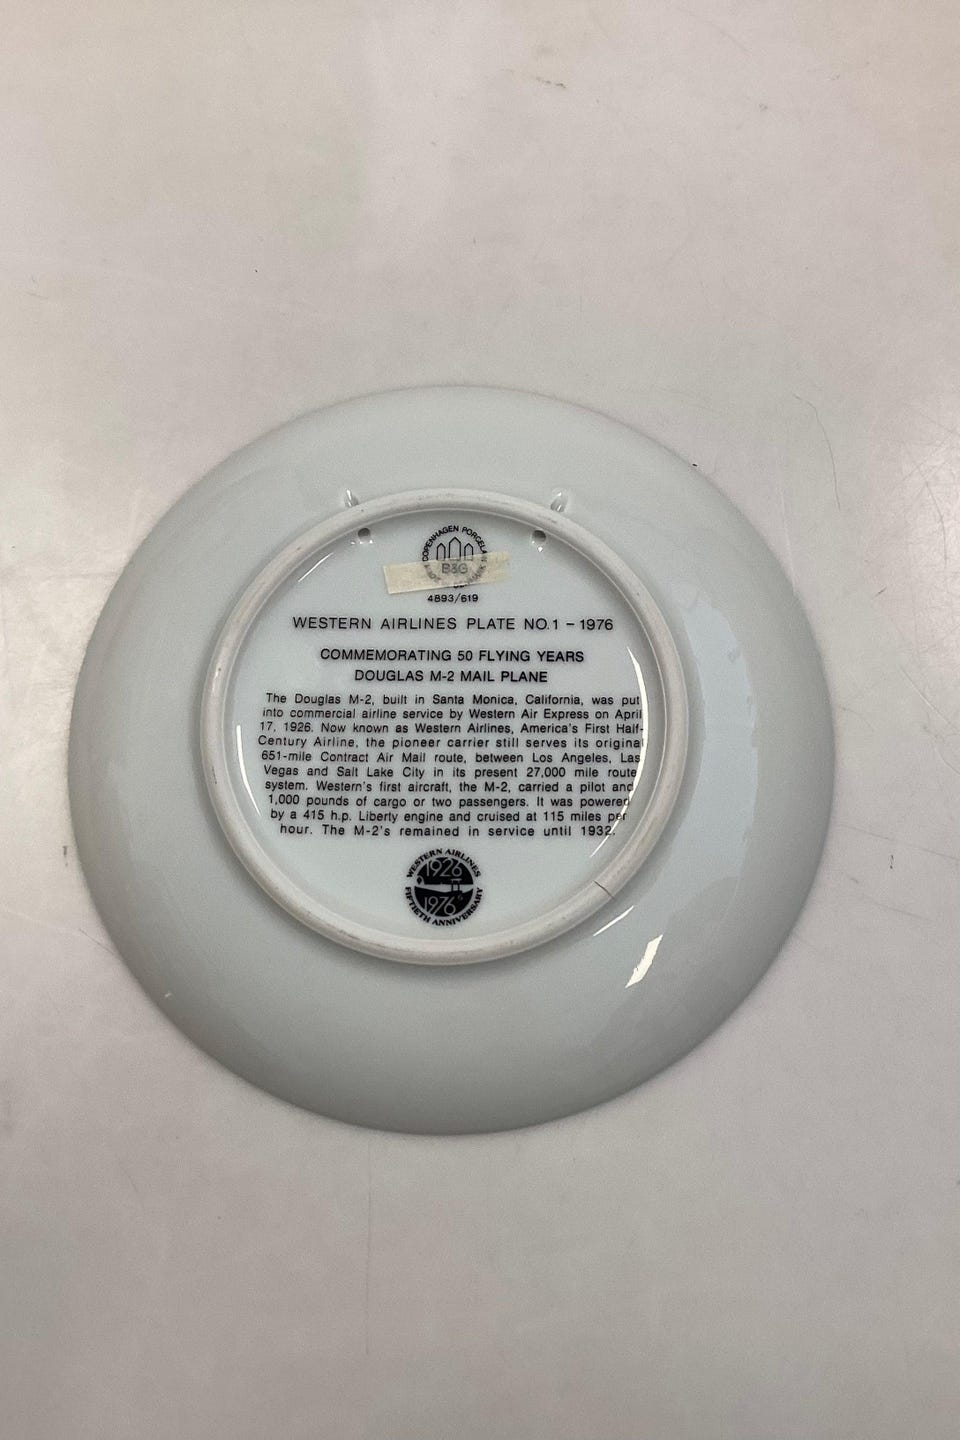 COPENHAGEN PORCELA
B&G
4893/619
WESTERN AIRLINES PLATE NO.1 – 1976
COMMEMORATING 50 FLYING YEARS
DOUGLAS M-2 MAIL PLANE
The Douglas M-2, built in Santa Monica, California, was put
into commercial airline service by Western Air Express on April
17, 1926. Now known as Western Airlines, America's First Half-
Century Airline, the pioneer carrier still serves its original
651-mile Contract Air Mail route, between Los Angeles, Las
Vegas and Salt Lake City in its present 27,000 mile route
system. Western's first aircraft, the M-2, carried a pilot and
1,000 pounds of cargo or two passengers. It was powered
by a 415 h.p. Liberty engine and cruised at 115 miles per
hour. The M-2's remained in service until 1932.
WESTERN AIRLINES
1926
1976
FIFTIETH ANNIVERSARY